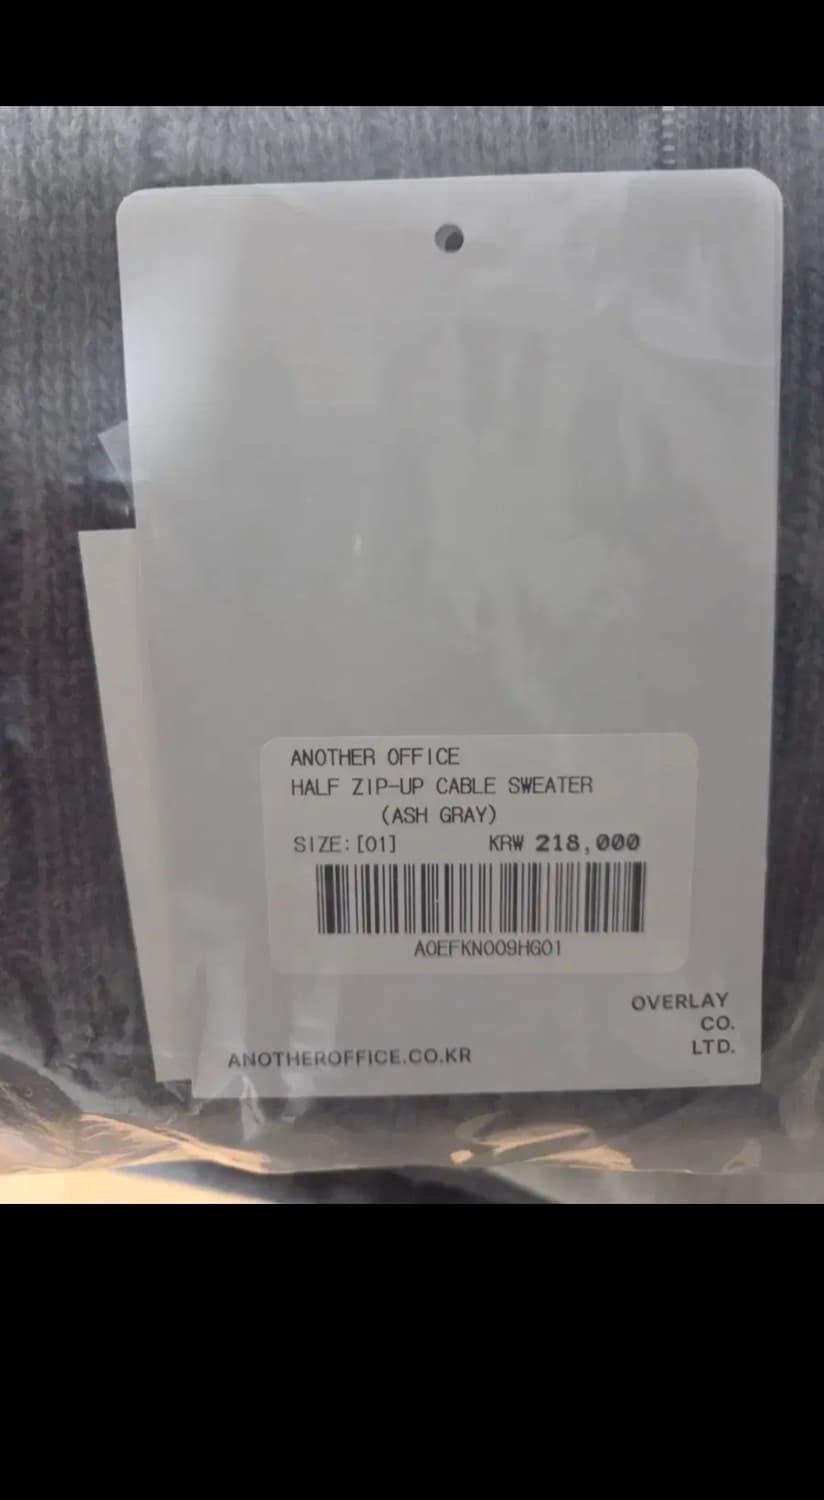 ANOTHER OFFICE
HALF ZIP-UP CABLE SWEATER
(ASH GRAY)
SIZE:[01] KRW 218,000
AOEFKN009HG01
OVERLAY
CO.
LTD.
ANOTHEROFFICE.CO.KR